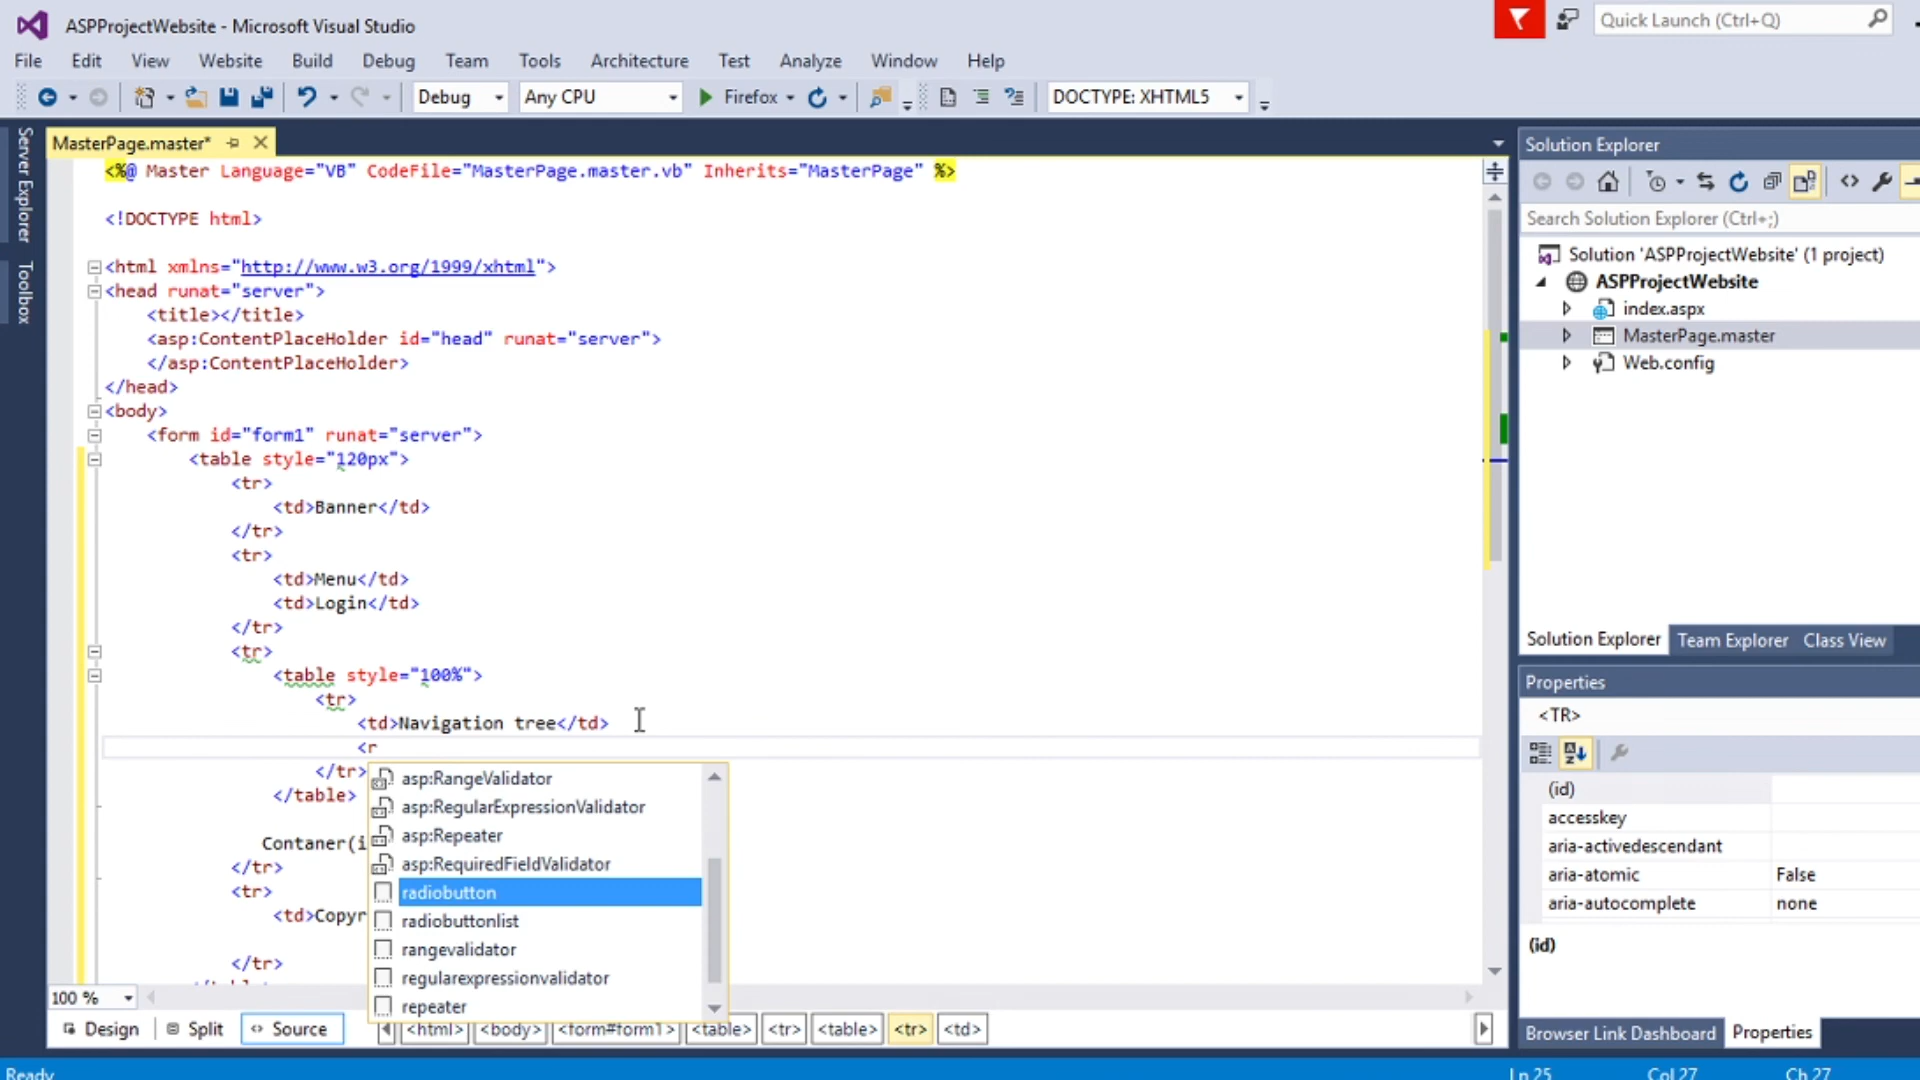 ASPProjectWebsite - Microsoft Visual Studio
Quick Launch (Ctrl+Q)
File Edit View Website Build Debug Team Tools Architecture Test Analyze Window Help
Debug Any CPU Firefox DOCTYPE: XHTML5
Server Explorer
Toolbox
MasterPage.master*
<%@ Master Language="VB" CodeFile="MasterPage.master.vb" Inherits="MasterPage" %>
<!DOCTYPE html>
<html xmlns="http://www.w3.org/1999/xhtml">
<head runat="server">
<title></title>
<asp:ContentPlaceHolder id="head" runat="server">
</asp:ContentPlaceHolder>
</head>
<body>
<form id="form1" runat="server">
<table style="120px">
<tr>
<td>Banner</td>
</tr>
<tr>
<td>Menu</td>
<td>Login</td>
</tr>
<tr>
<table style="100%">
<tr>
<td>Navigation tree</td>
<r
</tr>
</table>
Contaner(i
</tr>
<tr>
<td>Copyr
</tr>
asp:RangeValidator
asp:RegularExpressionValidator
asp:Repeater
asp:RequiredFieldValidator
radiobutton
radiobuttonlist
rangevalidator
regularexpressionvalidator
repeater
100 %
Design Split Source <html> <body> <form#form1> <table> <tr> <table> <tr> <td>
Solution Explorer
Search Solution Explorer (Ctrl+;)
Solution 'ASPProjectWebsite' (1 project)
ASPProjectWebsite
index.aspx
MasterPage.master
Web.config
Solution Explorer Team Explorer Class View
Properties
<TR>
(id)
accesskey
aria-activedescendant
aria-atomic False
aria-autocomplete none
(id)
Browser Link Dashboard Properties
Ready Ln 25 Col 27 Ch 27